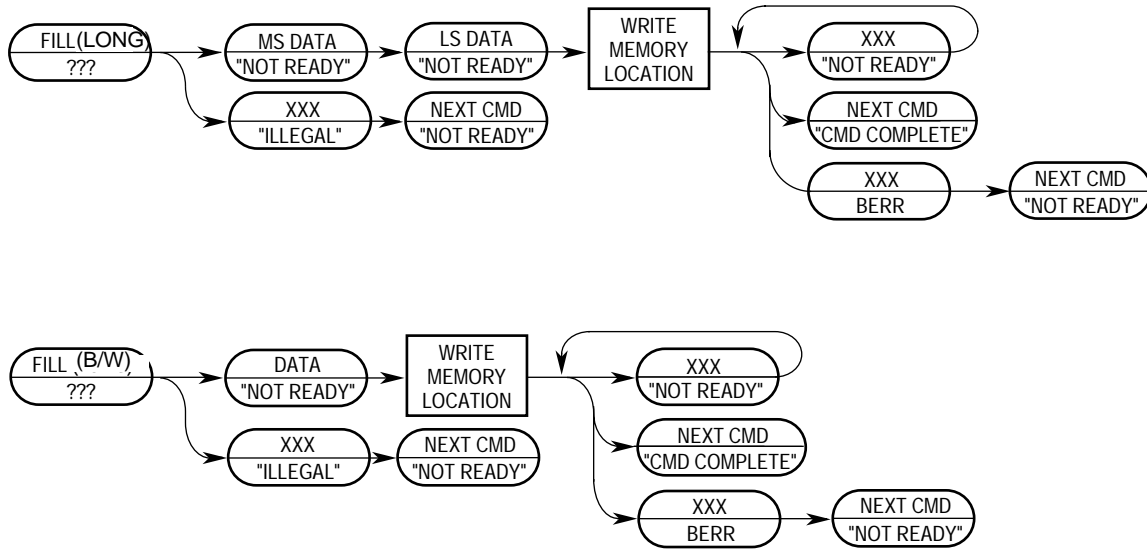 FILL(LONG)
???
MS DATA
"NOT READY"
LS DATA
"NOT READY"
WRITE
MEMORY
LOCATION
XXX
"NOT READY"
XXX
"ILLEGAL"
NEXT CMD
"NOT READY"
NEXT CMD
"CMD COMPLETE"
XXX
BERR
NEXT CMD
"NOT READY"
FILL (B/W)
???
DATA
"NOT READY"
WRITE
MEMORY
LOCATION
XXX
"NOT READY"
XXX
"ILLEGAL"
NEXT CMD
"NOT READY"
NEXT CMD
"CMD COMPLETE"
XXX
BERR
NEXT CMD
"NOT READY"